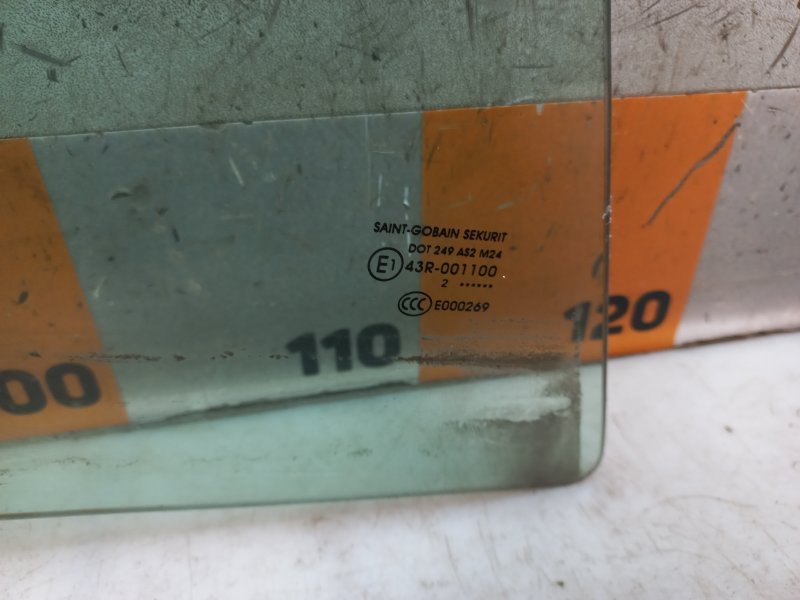 SAINT-GOBAIN SEKURIT
DOT 249 AS2 M24
E1 43R-001100
2 ······
CCC E000269
00 110 120